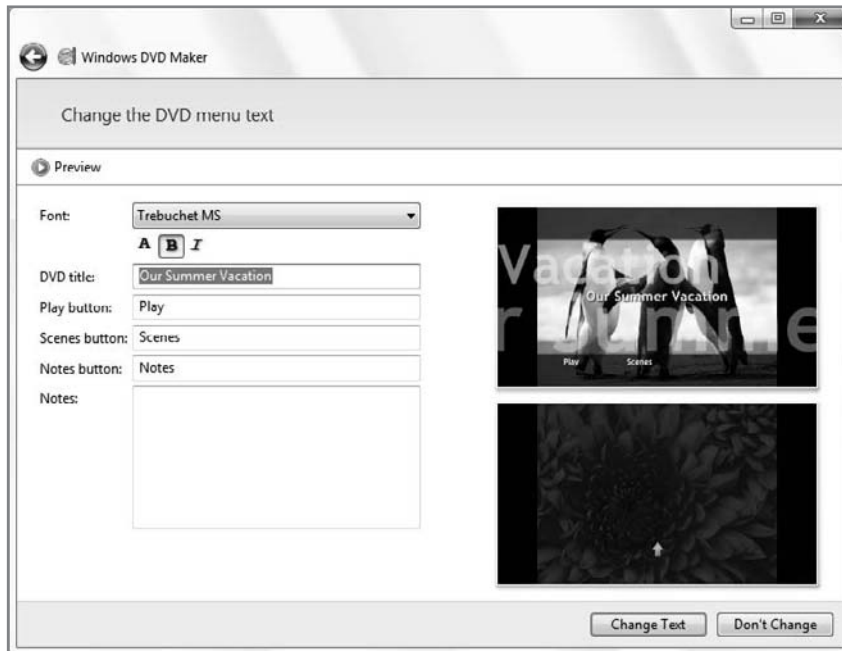 Windows DVD Maker
Change the DVD menu text
Preview
Font: Trebuchet MS
A B I
DVD title: Our Summer Vacation
Play button: Play
Scenes button: Scenes
Notes button: Notes
Notes:
Vacation
Our Summer Vacation
r Summe
Play Scenes
Change Text Don't Change